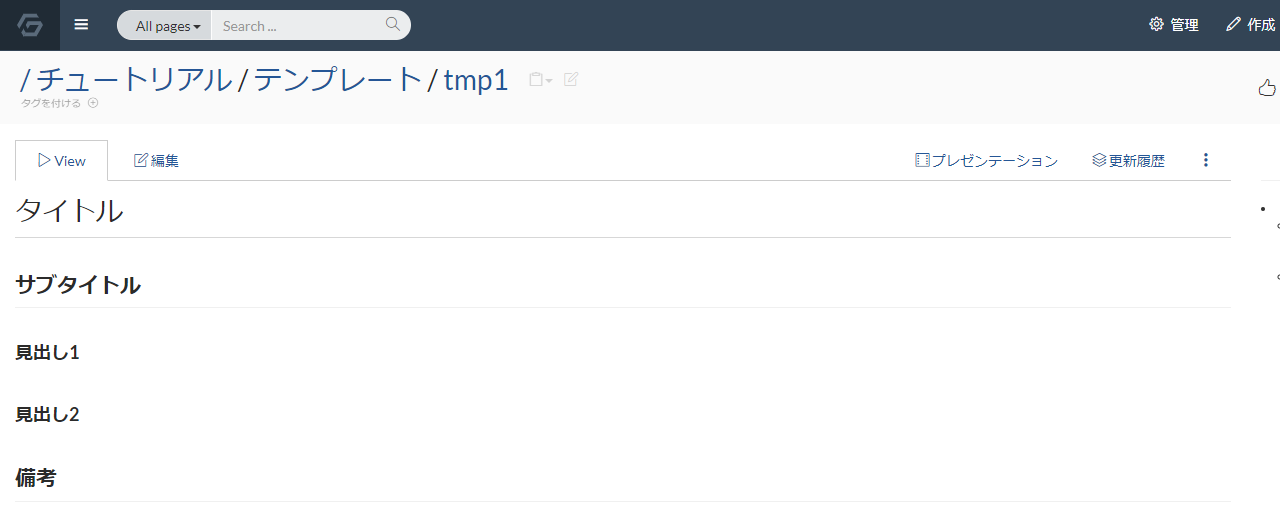 All pages Search ... 管理 作成
/ チュートリアル / テンプレート / tmp1
タグを付ける
View 編集 プレゼンテーション 更新履歴
タイトル
サブタイトル
見出し1
見出し2
備考